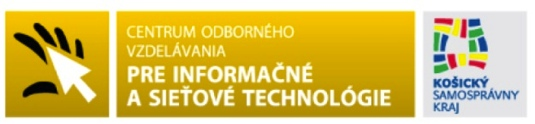 CENTRUM ODBORNÉHO
VZDELÁVANIA
PRE INFORMAČNÉ
A SIEŤOVÉ TECHNOLÓGIE
KOŠICKÝ
SAMOSPRÁVNY
KRAJ